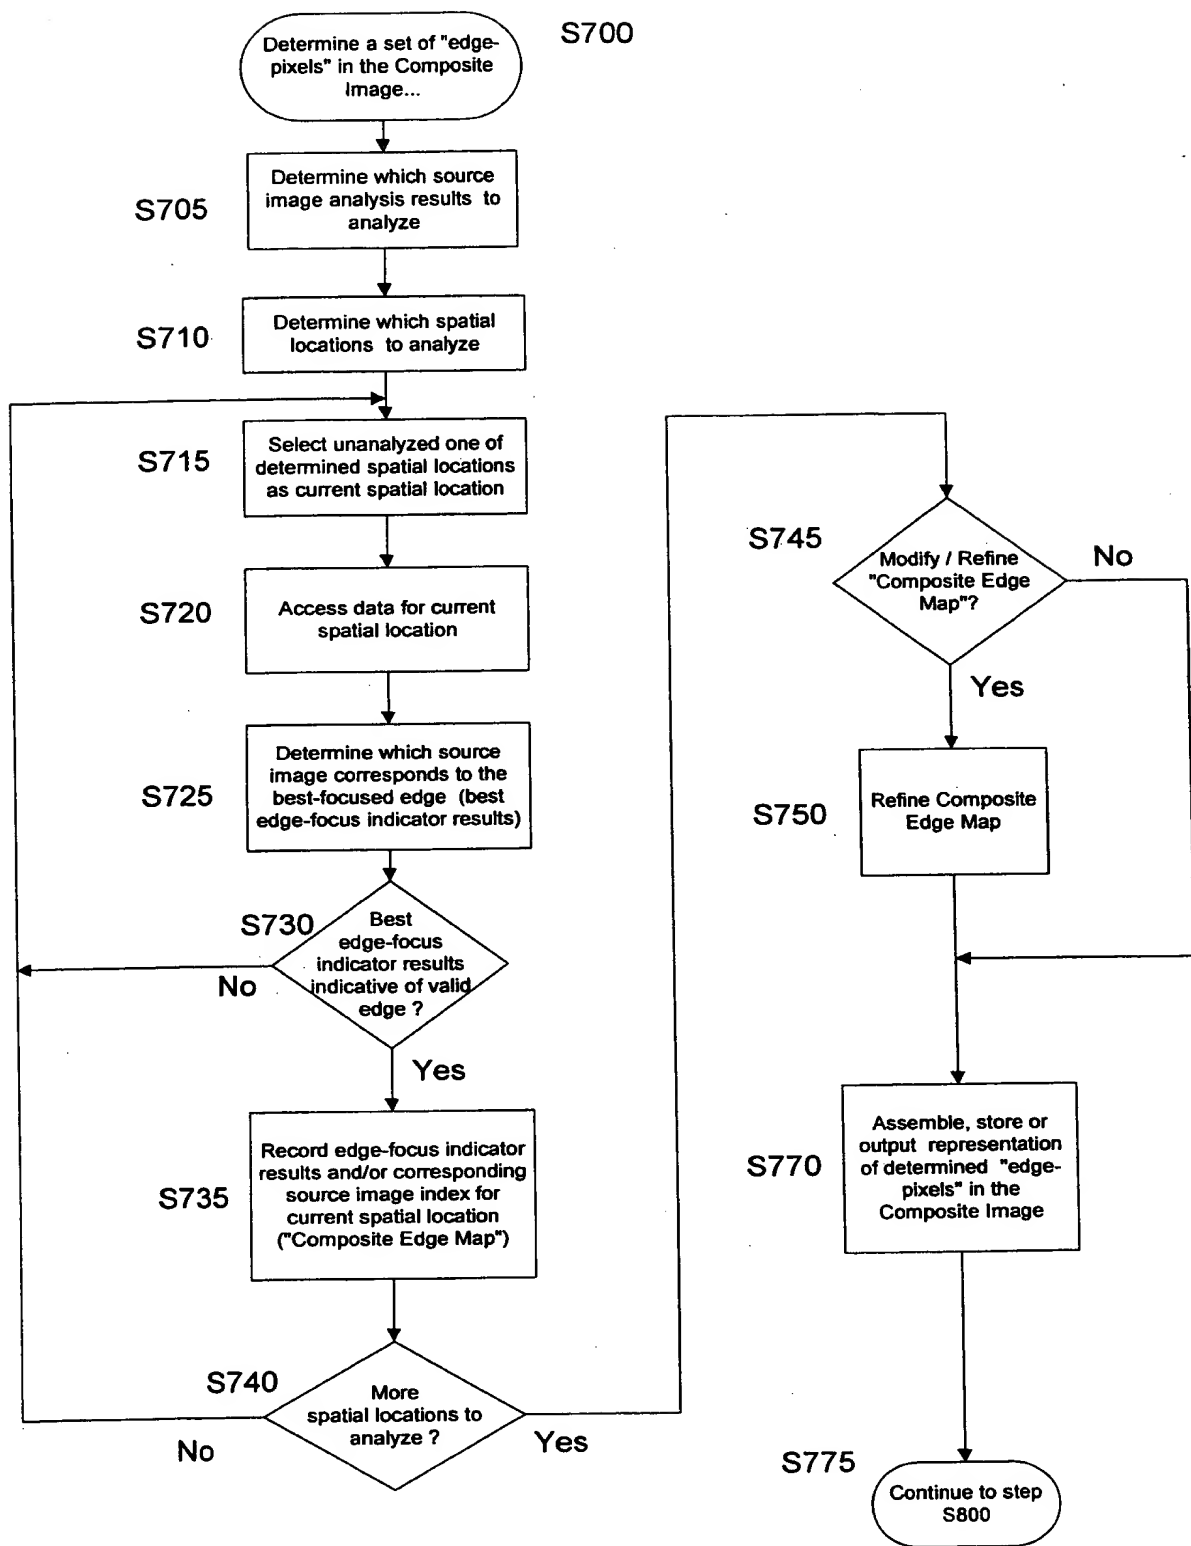 S700
Determine a set of "edge-
pixels" in the Composite
Image...
S705
Determine which source
image analysis results to
analyze
S710
Determine which spatial
locations to analyze
S715
Select unanalyzed one of
determined spatial locations
as current spatial location
S720
Access data for current
spatial location
S725
Determine which source
image corresponds to the
best-focused edge (best
edge-focus indicator results)
S730
Best
edge-focus
indicator results
indicative of valid
edge ?
No
Yes
S735
Record edge-focus indicator
results and/or corresponding
source image index for
current spatial location
("Composite Edge Map")
S740
More
spatial locations to
analyze ?
No
Yes
S745
Modify / Refine
"Composite Edge
Map"?
No
Yes
S750
Refine Composite
Edge Map
S770
Assemble, store or
output representation
of determined "edge-
pixels" in the
Composite Image
S775
Continue to step
S800